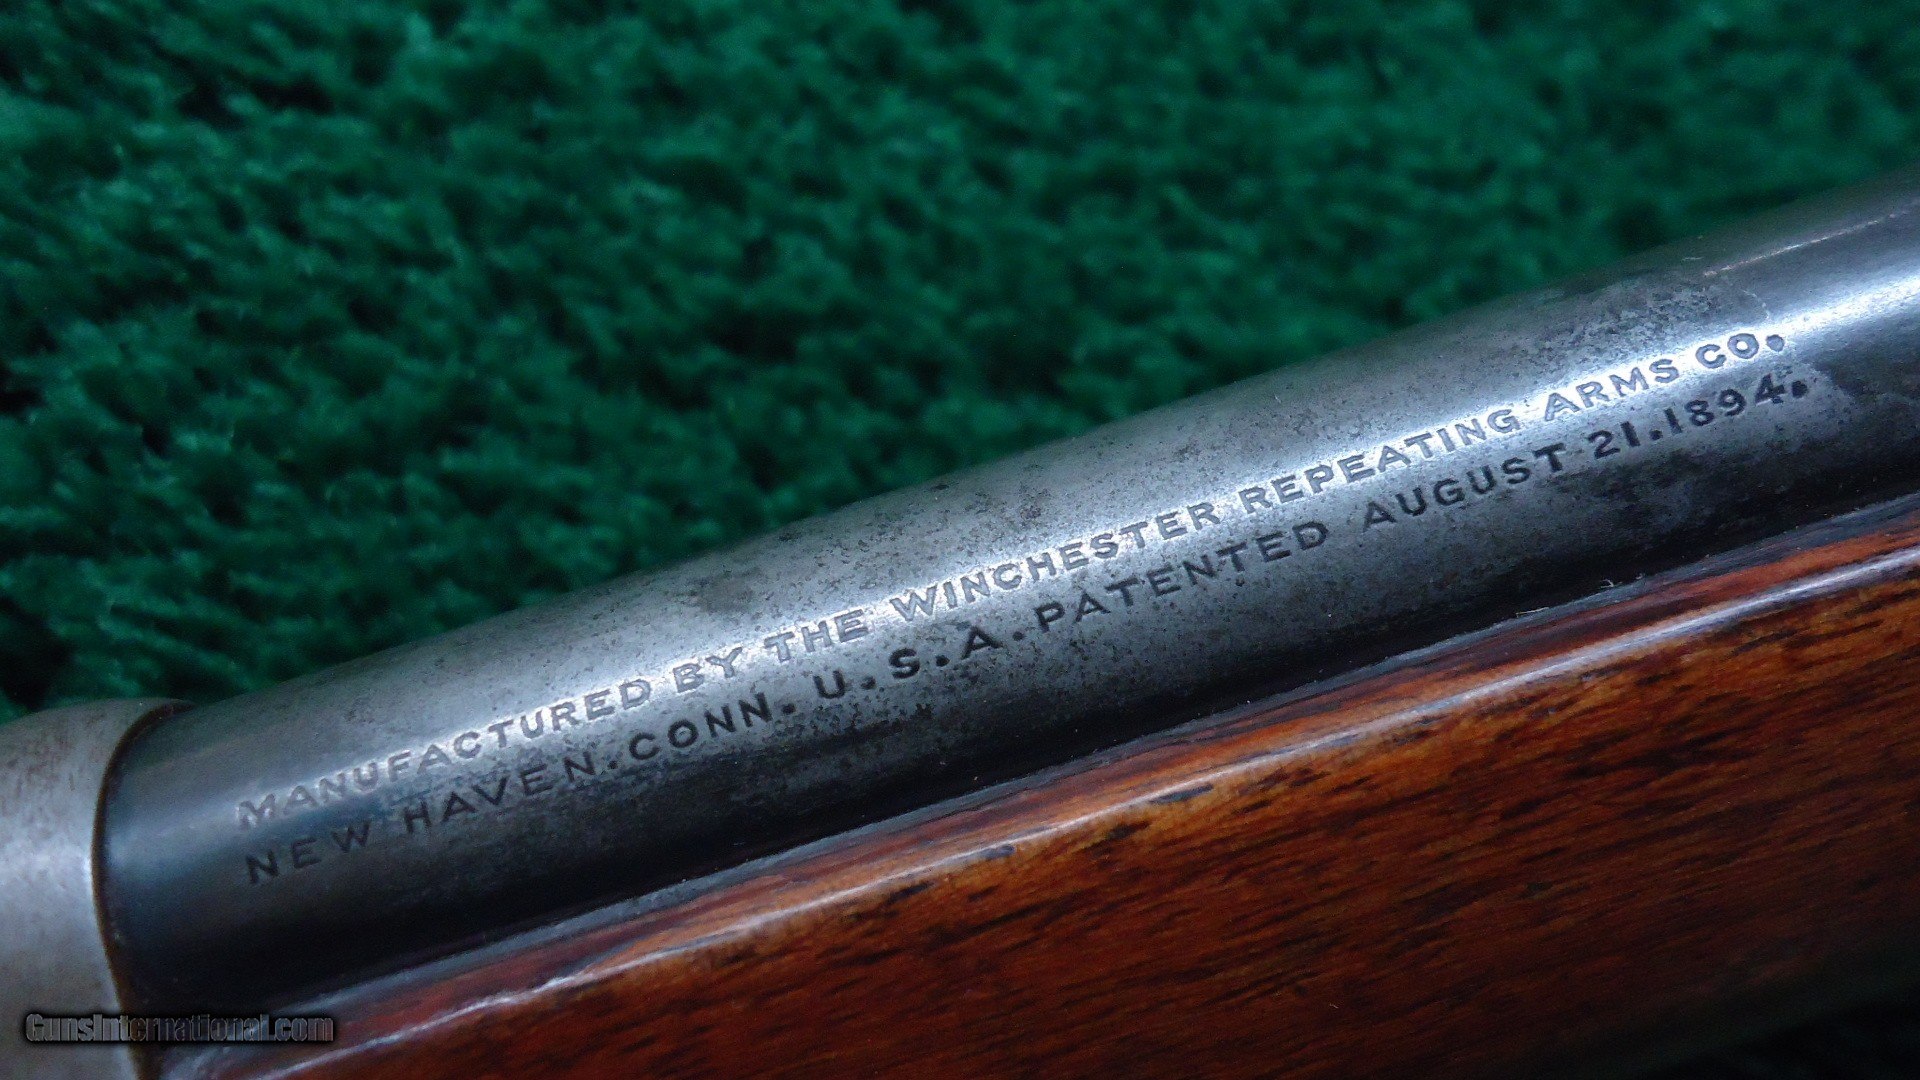 MANUFACTURED BY THE WINCHESTER REPEATING ARMS CO.
NEW HAVEN. CONN. U.S.A. PATENTED AUGUST 21.1894.
GunsInternational.com